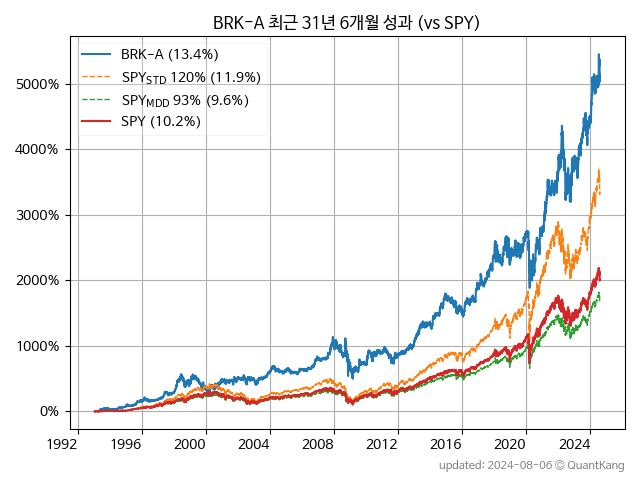 BRK-A 최근 31년 6개월 성과 (vs SPY)
BRK-A (13.4%)
SPYSTD 120% (11.9%)
SPYMDD 93% (9.6%)
SPY (10.2%)
5000%
4000%
3000%
2000%
1000%
0%
1992 1996 2000 2004 2008 2012 2016 2020 2024
updated: 2024-08-06 © QuantKang